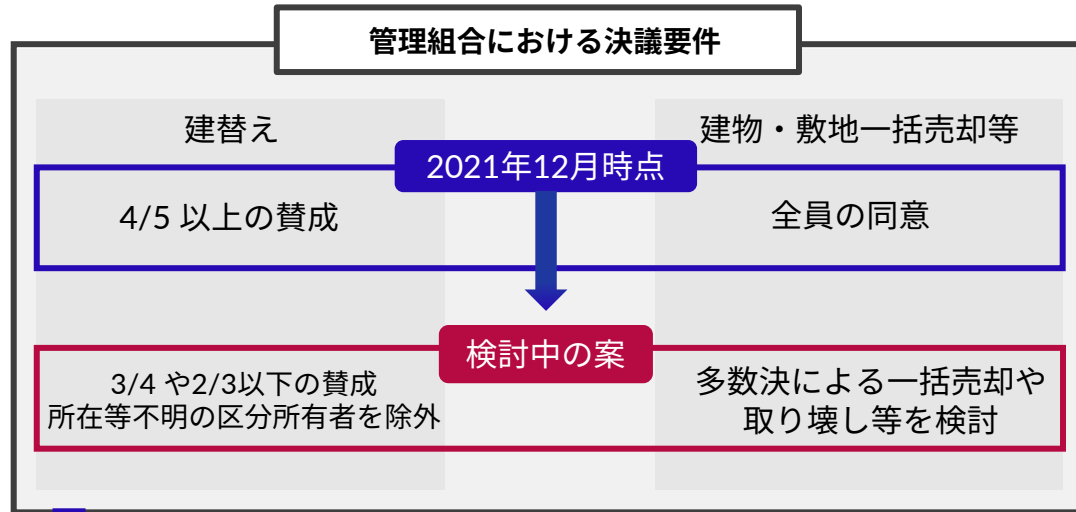 管理組合における決議要件
建替え
建物・敷地一括売却等
2021年12月時点
4/5 以上の賛成
全員の同意
検討中の案
3/4 や2/3以下の賛成
所在等不明の区分所有者を除外
多数決による一括売却や
取り壊し等を検討